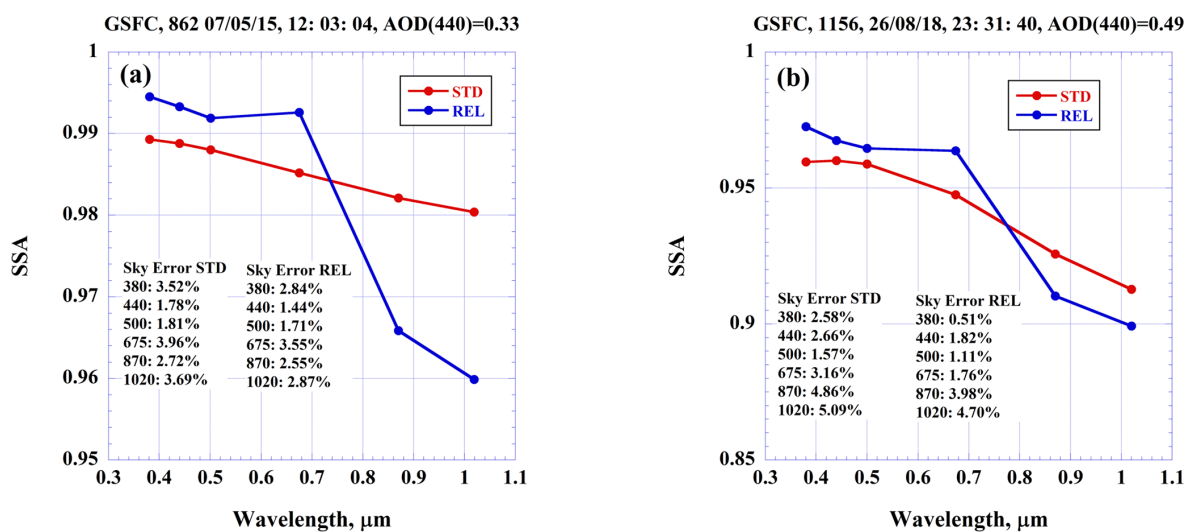 GSFC, 862 07/05/15, 12: 03: 04, AOD(440)=0.33
(a)
STD
REL
1
0.99
0.98
0.97
0.96
0.95
SSA
Sky Error STD
380: 3.52%
440: 1.78%
500: 1.81%
675: 3.96%
870: 2.72%
1020: 3.69%
Sky Error REL
380: 2.84%
440: 1.44%
500: 1.71%
675: 3.55%
870: 2.55%
1020: 2.87%
0.3 0.4 0.5 0.6 0.7 0.8 0.9 1 1.1
Wavelength, μm
GSFC, 1156, 26/08/18, 23: 31: 40, AOD(440)=0.49
(b)
STD
REL
1
0.95
0.9
0.85
SSA
Sky Error STD
380: 2.58%
440: 2.66%
500: 1.57%
675: 3.16%
870: 4.86%
1020: 5.09%
Sky Error REL
380: 0.51%
440: 1.82%
500: 1.11%
675: 1.76%
870: 3.98%
1020: 4.70%
0.3 0.4 0.5 0.6 0.7 0.8 0.9 1 1.1
Wavelength, μm